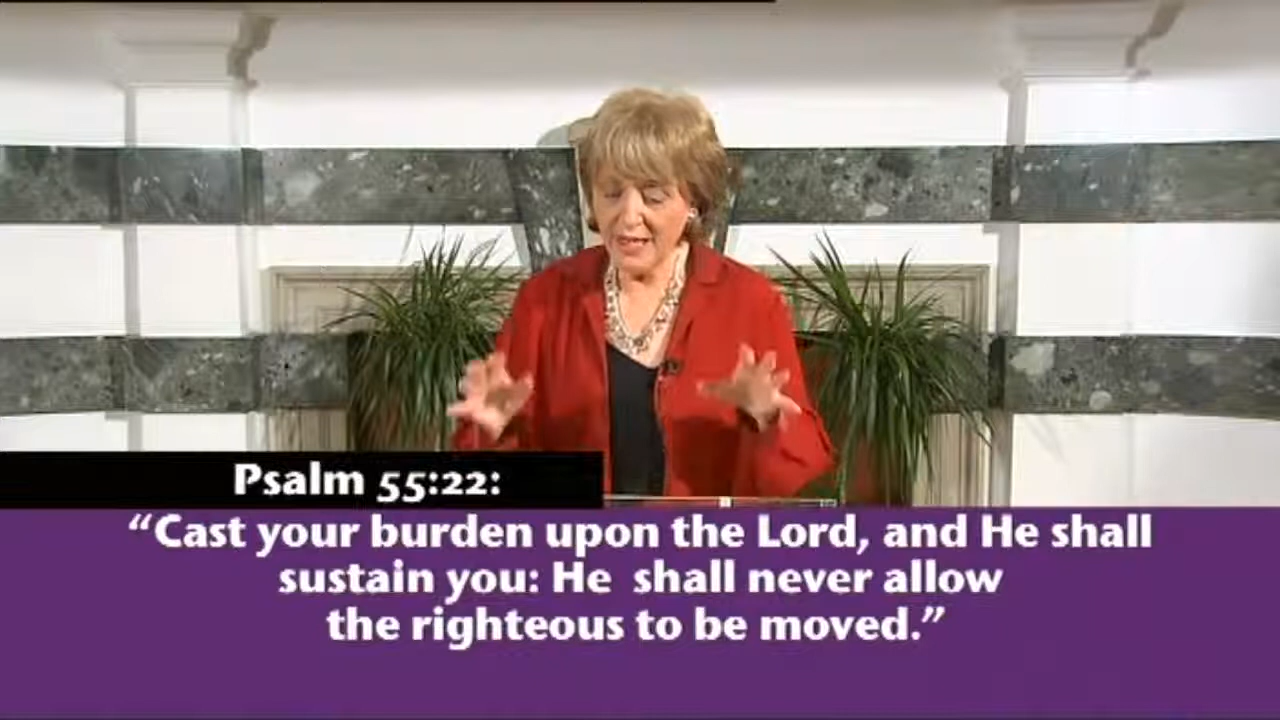 Psalm 55:22:
“Cast your burden upon the Lord, and He shall
sustain you: He shall never allow
the righteous to be moved.”